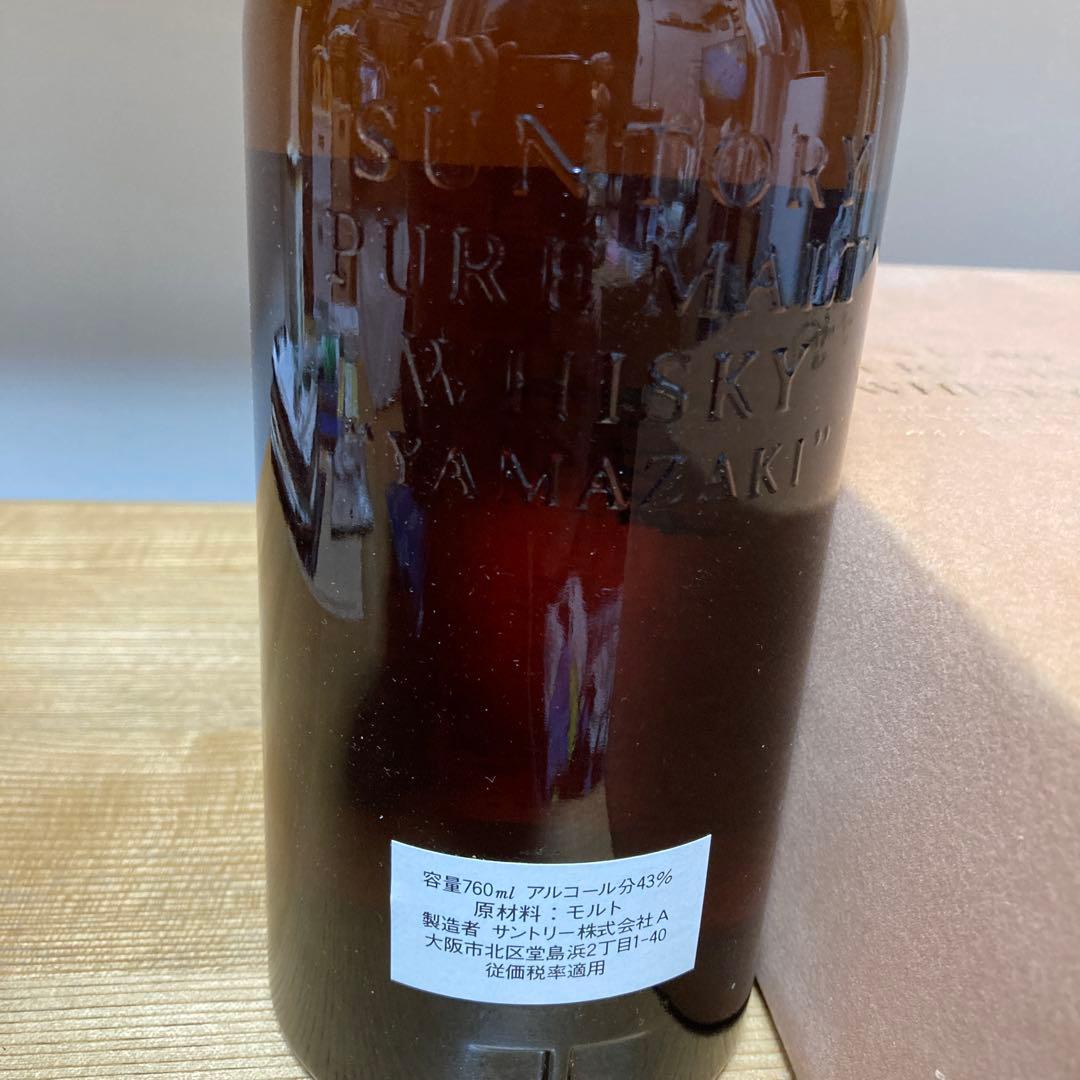 SUNTORY
PURE MALT
WHISKY
"YAMAZAKI"
容量760ml アルコール分43%
原材料：モルト
製造者 サントリー株式会社A
大阪市北区堂島浜2丁目1-40
従価税率適用